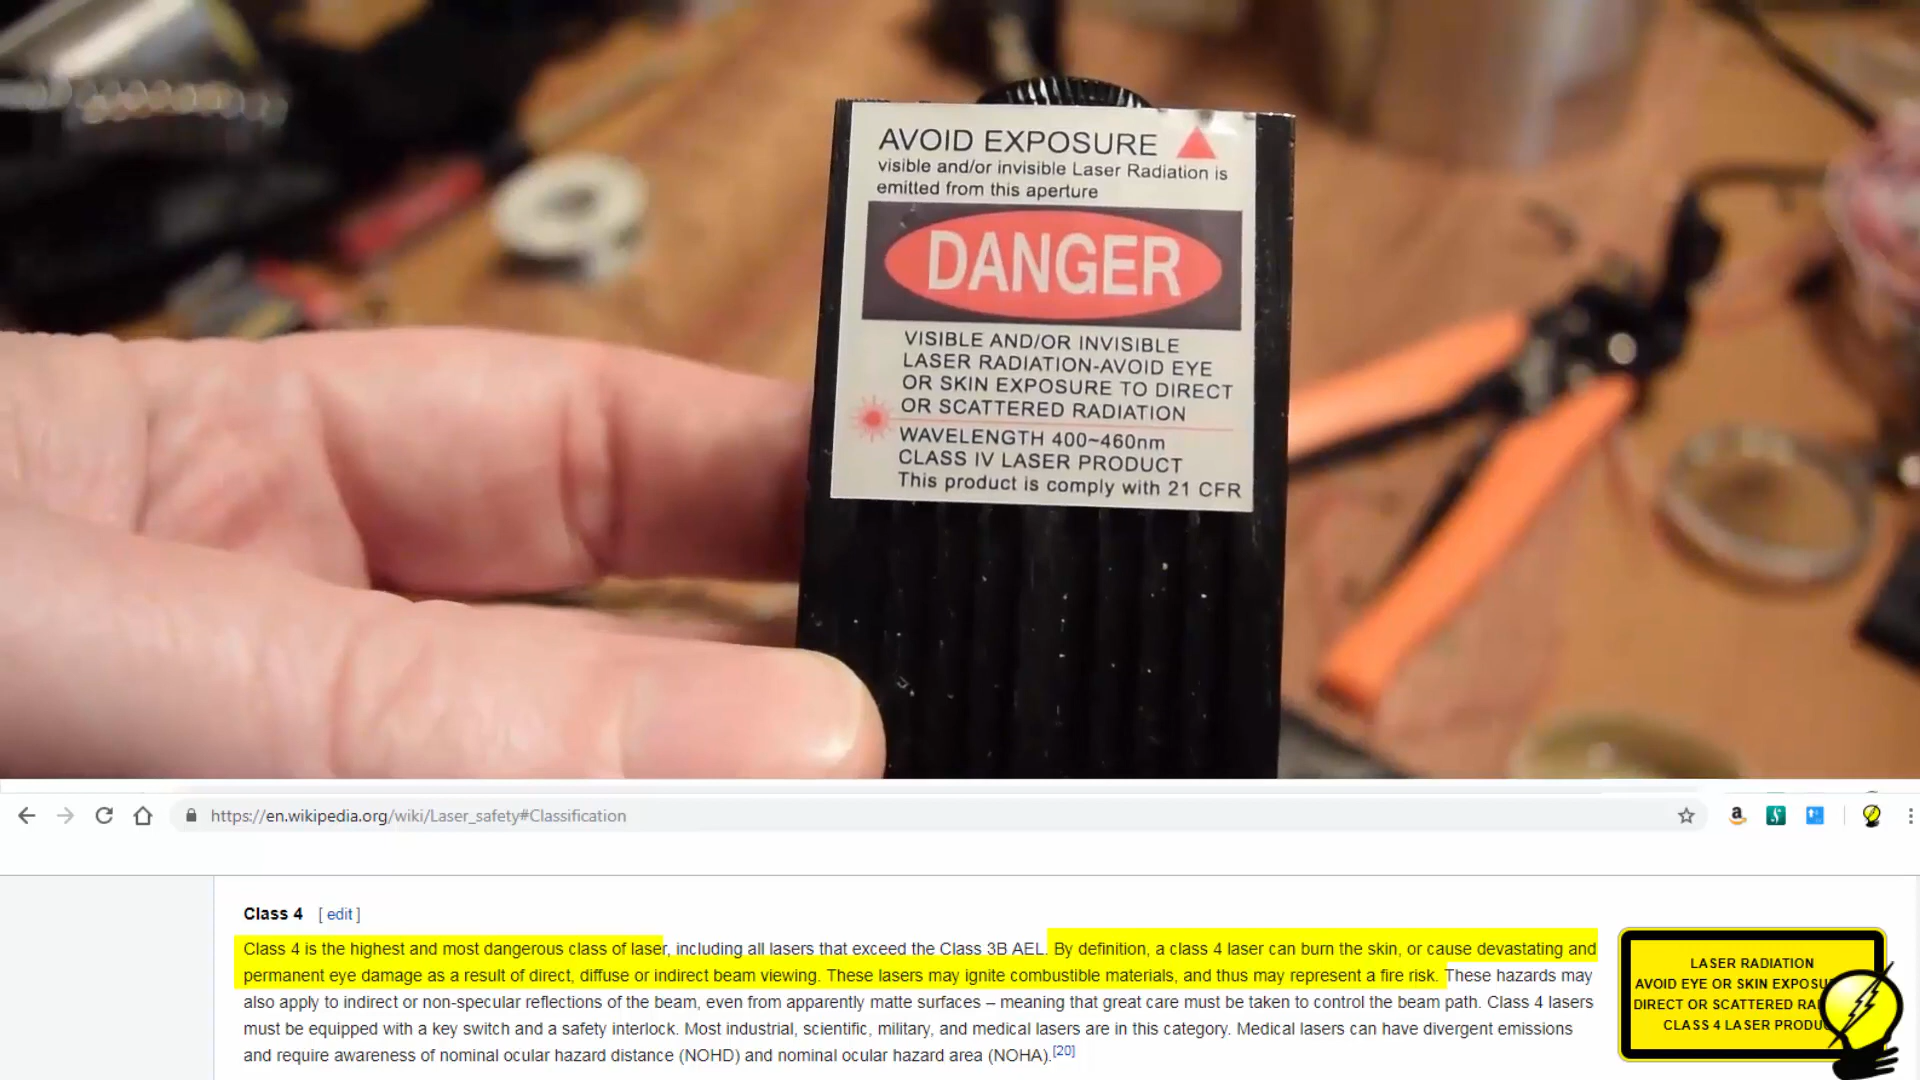 AVOID EXPOSURE
visible and/or invisible Laser Radiation is
emitted from this aperture
DANGER
VISIBLE AND/OR INVISIBLE
LASER RADIATION-AVOID EYE
OR SKIN EXPOSURE TO DIRECT
OR SCATTERED RADIATION
WAVELENGTH 400~460nm
CLASS IV LASER PRODUCT
This product is comply with 21 CFR
https://en.wikipedia.org/wiki/Laser_safety#Classification
Class 4 [ edit ]
Class 4 is the highest and most dangerous class of laser, including all lasers that exceed the Class 3B AEL. By definition, a class 4 laser can burn the skin, or cause devastating and
permanent eye damage as a result of direct, diffuse or indirect beam viewing. These lasers may ignite combustible materials, and thus may represent a fire risk. These hazards may
also apply to indirect or non-specular reflections of the beam, even from apparently matte surfaces – meaning that great care must be taken to control the beam path. Class 4 lasers
must be equipped with a key switch and a safety interlock. Most industrial, scientific, military, and medical lasers are in this category. Medical lasers can have divergent emissions
and require awareness of nominal ocular hazard distance (NOHD) and nominal ocular hazard area (NOHA).[20]
LASER RADIATION
AVOID EYE OR SKIN
DIRECT OR SCATTERED
CLASS 4 LASER